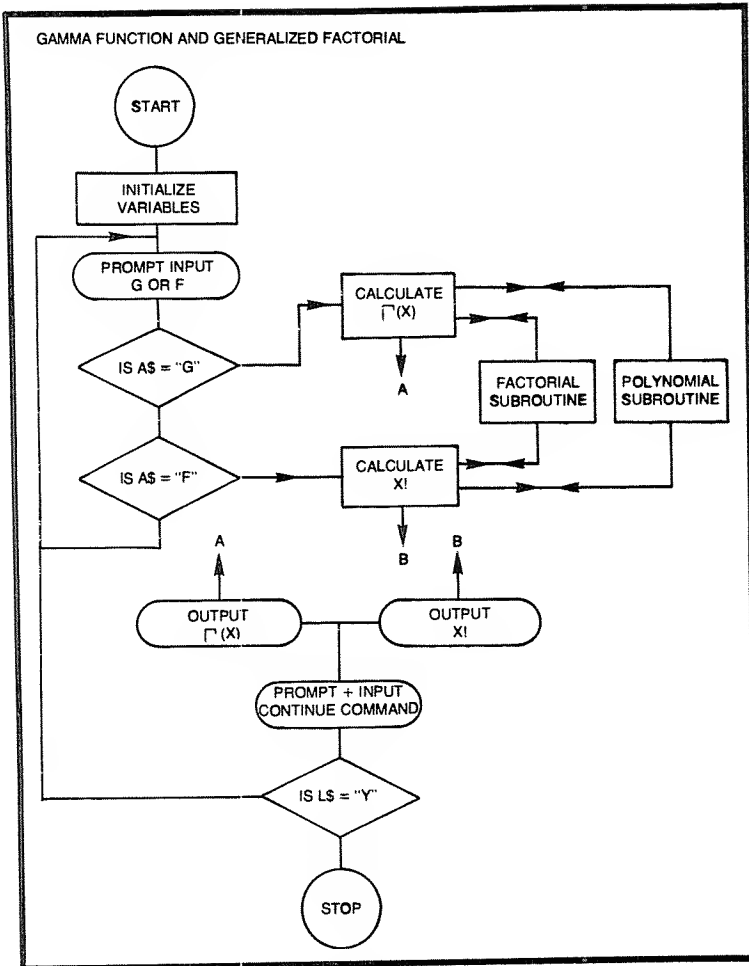 GAMMA FUNCTION AND GENERALIZED FACTORIAL
START
INITIALIZE
VARIABLES
PROMPT INPUT
G OR F
IS A$ = "G"
CALCULATE
Γ(X)
A
FACTORIAL
SUBROUTINE
POLYNOMIAL
SUBROUTINE
IS A$ = "F"
CALCULATE
X!
B
A
B
OUTPUT
Γ(X)
OUTPUT
X!
PROMPT + INPUT
CONTINUE COMMAND
IS L$ = "Y"
STOP